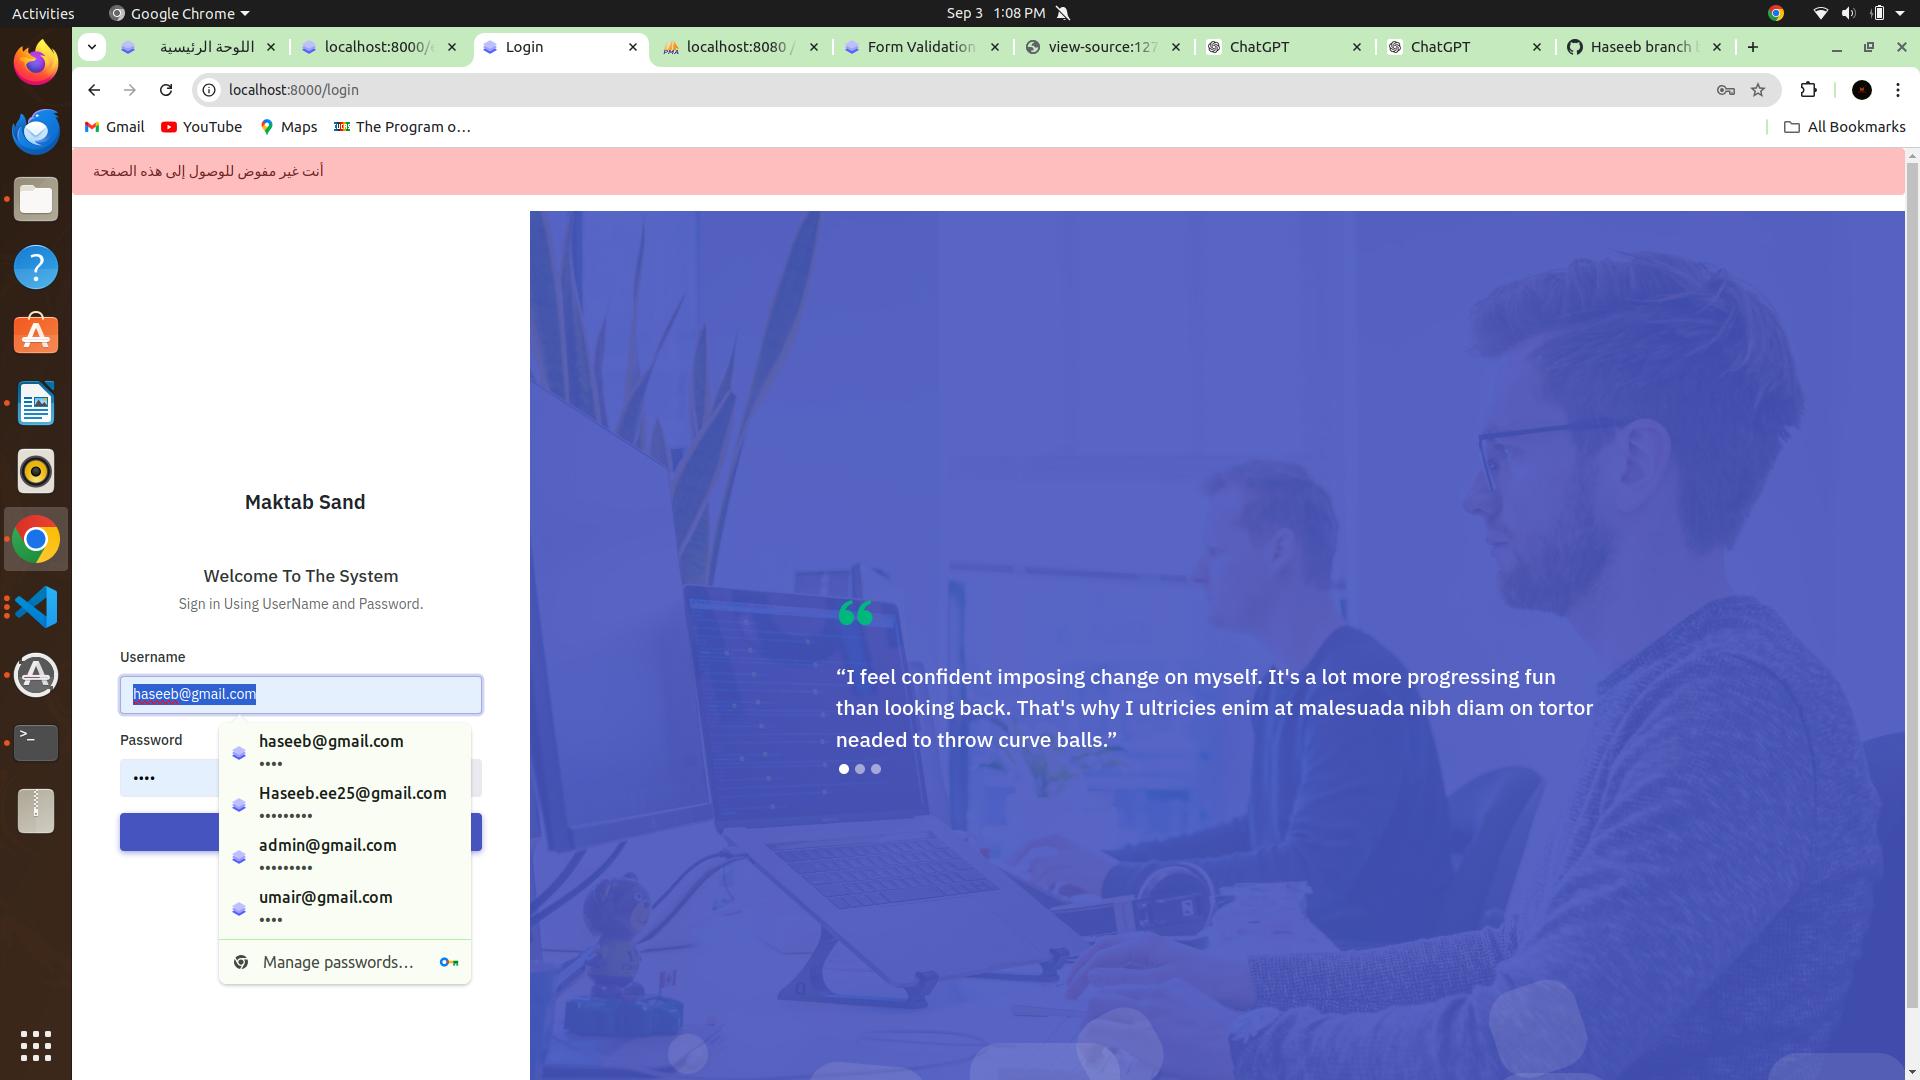 Activities
Google Chrome
Sep 3 1:08 PM
اللوحة الرئيسية
localhost:8000/
Login
localhost:8080 /
Form Validation
view-source:127
ChatGPT
ChatGPT
Haseeb branch
localhost:8000/login
Gmail
YouTube
Maps
The Program o...
All Bookmarks
أنت غير مفوض للوصول إلى هذه الصفحة
Maktab Sand
Welcome To The System
Sign in Using UserName and Password.
Username
haseeb@gmail.com
Password
••••
haseeb@gmail.com
••••
Haseeb.ee25@gmail.com
•••••••••
admin@gmail.com
•••••••••
umair@gmail.com
••••
Manage passwords...
“I feel confident imposing change on myself. It's a lot more progressing fun
than looking back. That's why I ultricies enim at malesuada nibh diam on tortor
neaded to throw curve balls.”